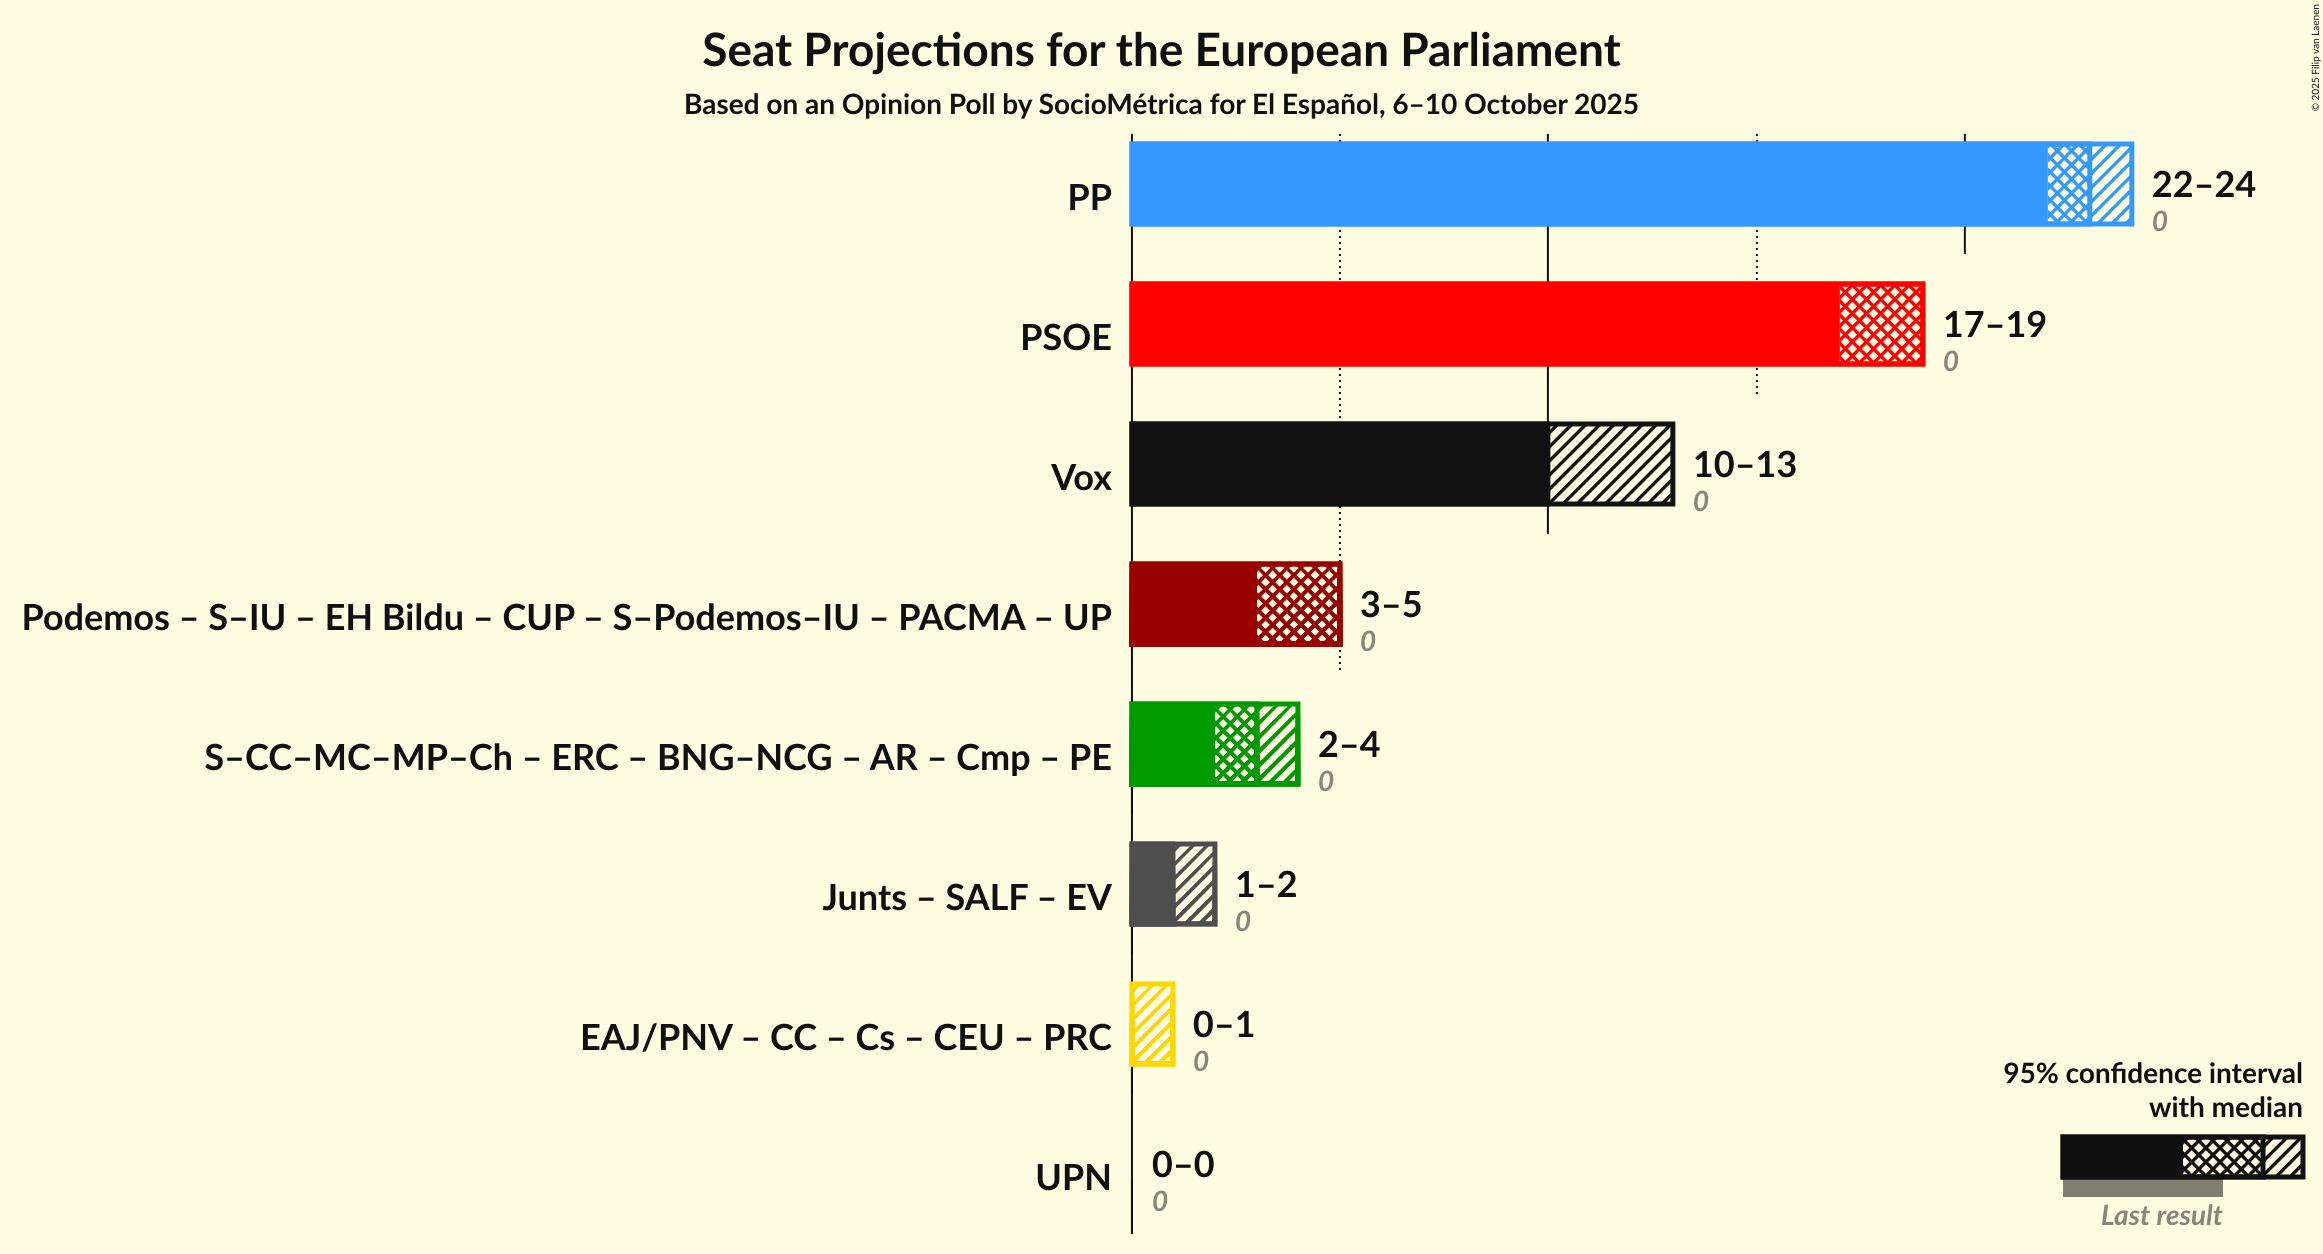 Seat Projections for the European Parliament
Based on an Opinion Poll by SocioMétrica for El Español, 6–10 October 2025
© 2025 Filip van Laenen
PP
22–24
0
PSOE
17–19
0
Vox
10–13
0
Podemos – S–IU – EH Bildu – CUP – S–Podemos–IU – PACMA – UP
3–5
0
S–CC–MC–MP–Ch – ERC – BNG–NCG – AR – Cmp – PE
2–4
0
Junts – SALF – EV
1–2
0
EAJ/PNV – CC – Cs – CEU – PRC
0–1
0
UPN
0–0
0
95% confidence interval
with median
Last result